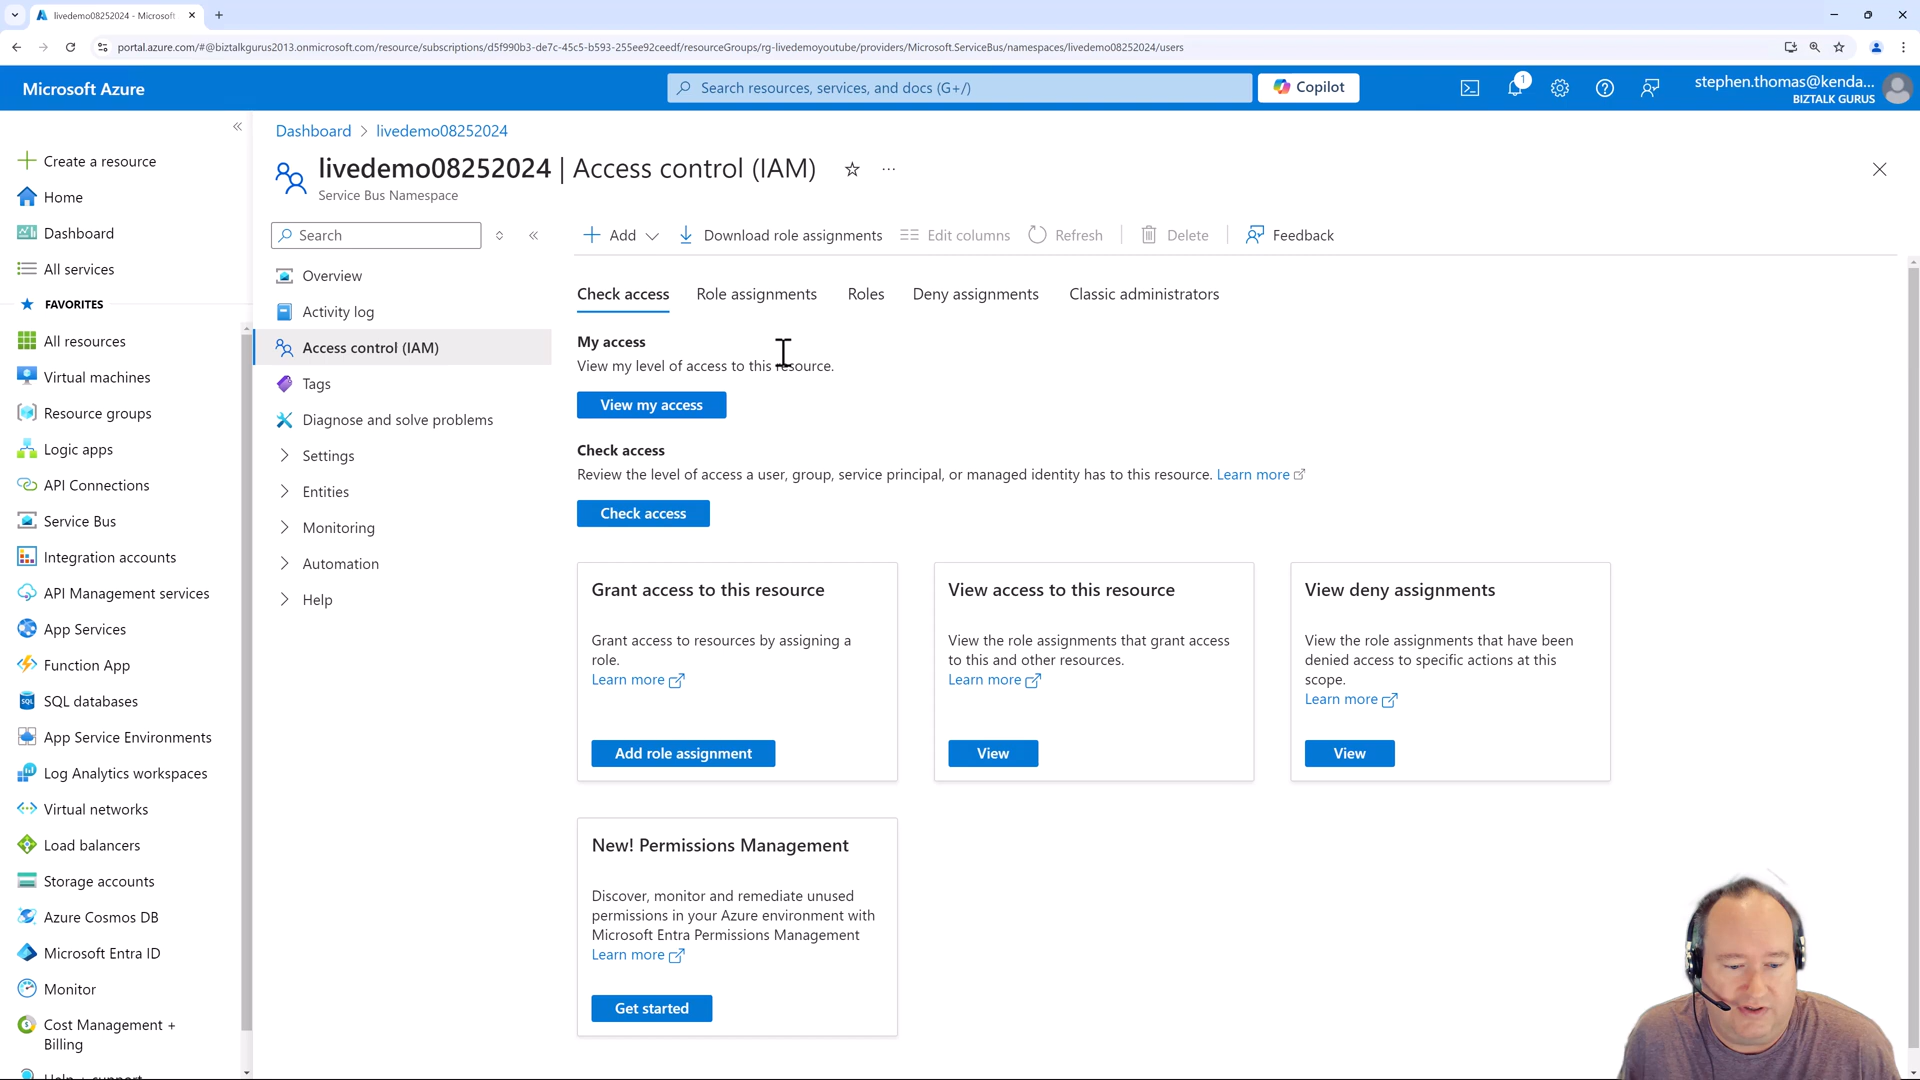 livedemo08252024 - Microsoft
portal.azure.com/#@biztalkgurus2013.onmicrosoft.com/resource/subscriptions/d5f990b3-de7c-45c5-b593-255ee92ceedf/resourceGroups/rg-livedemoyoutube/providers/Microsoft.ServiceBus/namespaces/livedemo08252024/users
Microsoft Azure
Search resources, services, and docs (G+/)
Copilot
1
stephen.thomas@kenda...
BIZTALK GURUS
Create a resource
Home
Dashboard
All services
FAVORITES
All resources
Virtual machines
Resource groups
Logic apps
API Connections
Service Bus
Integration accounts
API Management services
App Services
Function App
SQL databases
App Service Environments
Log Analytics workspaces
Virtual networks
Load balancers
Storage accounts
Azure Cosmos DB
Microsoft Entra ID
Monitor
Cost Management +
Billing
Help + support
Dashboard > livedemo08252024
livedemo08252024 | Access control (IAM)
Service Bus Namespace
Search
Overview
Activity log
Access control (IAM)
Tags
Diagnose and solve problems
Settings
Entities
Monitoring
Automation
Help
Add
Download role assignments
Edit columns
Refresh
Delete
Feedback
Check access
Role assignments
Roles
Deny assignments
Classic administrators
My access
View my level of access to this resource.
View my access
Check access
Review the level of access a user, group, service principal, or managed identity has to this resource. Learn more
Check access
Grant access to this resource
Grant access to resources by assigning a
role.
Learn more
Add role assignment
View access to this resource
View the role assignments that grant access
to this and other resources.
Learn more
View
View deny assignments
View the role assignments that have been
denied access to specific actions at this
scope.
Learn more
View
New! Permissions Management
Discover, monitor and remediate unused
permissions in your Azure environment with
Microsoft Entra Permissions Management
Learn more
Get started